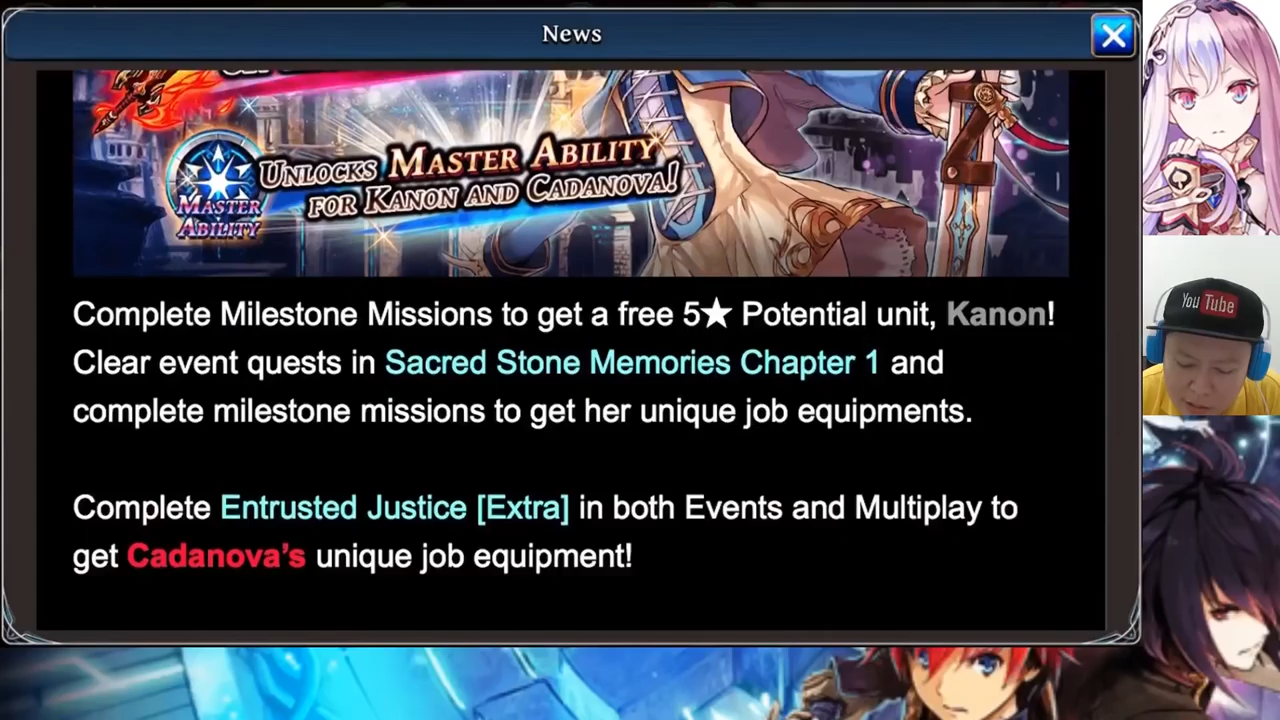 News
UNLOCKS MASTER ABILITY
FOR KANON AND CADANOVA!
MASTER
ABILITY
Complete Milestone Missions to get a free 5★ Potential unit, Kanon!
Clear event quests in Sacred Stone Memories Chapter 1 and
complete milestone missions to get her unique job equipments.
Complete Entrusted Justice [Extra] in both Events and Multiplay to
get Cadanova's unique job equipment!
You Tube